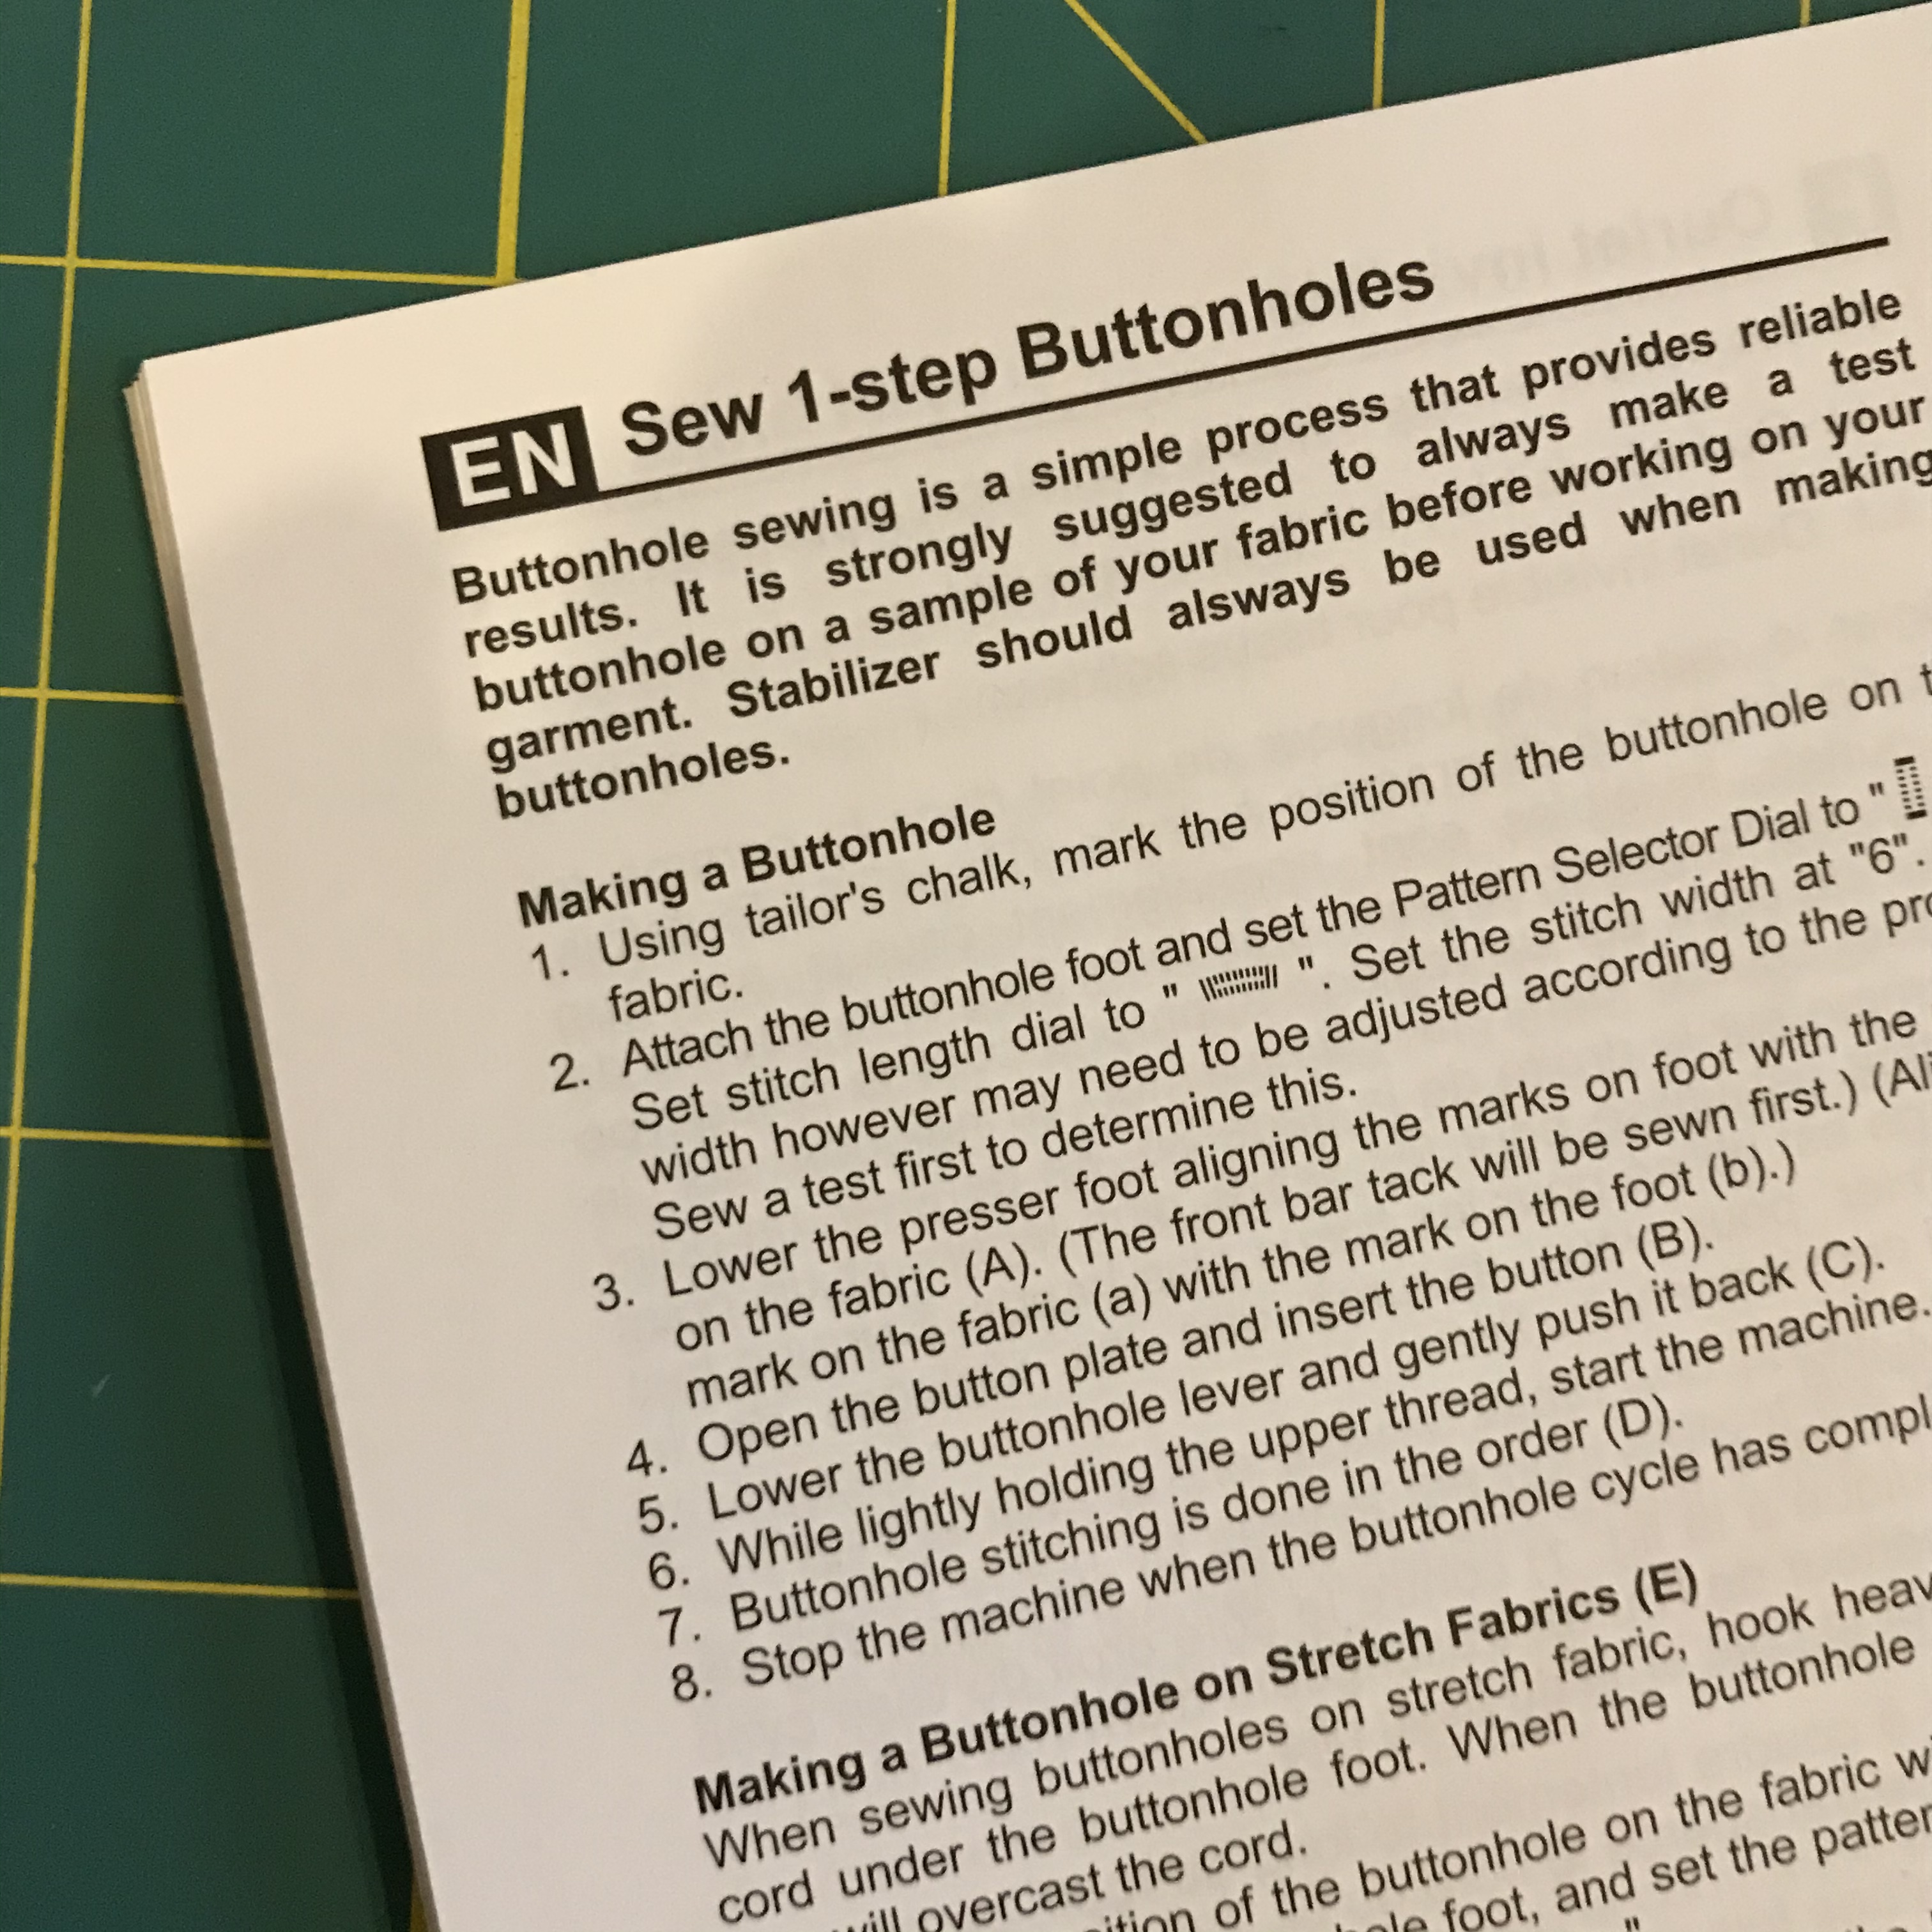 EN Sew 1-step Buttonholes
Buttonhole sewing is a simple process that provides reliable
results. It is strongly suggested to always make a test
buttonhole on a sample of your fabric before working on your
garment. Stabilizer should alsways be used when making
buttonholes.
Making a Buttonhole
1. Using tailor's chalk, mark the position of the buttonhole on
fabric.
2. Attach the buttonhole foot and set the Pattern Selector Dial to "
Set stitch length dial to " ". Set the stitch width at "6".
width however may need to be adjusted according to the
Sew a test first to determine this.
3. Lower the presser foot aligning the marks on foot with the
on the fabric (A). (The front bar tack will be sewn first.)
mark on the fabric (a) with the mark on the foot (b).)
4. Open the button plate and insert the button (B).
5. Lower the buttonhole lever and gently push it back (C).
6. While lightly holding the upper thread, start the machine.
7. Buttonhole stitching is done in the order (D).
8. Stop the machine when the buttonhole cycle has
Making a Buttonhole on Stretch Fabrics (E)
When sewing buttonholes on stretch fabric, hook
cord under the buttonhole foot. When the buttonhole
overcast the cord.
of the buttonhole on the fabric
foot, and set the